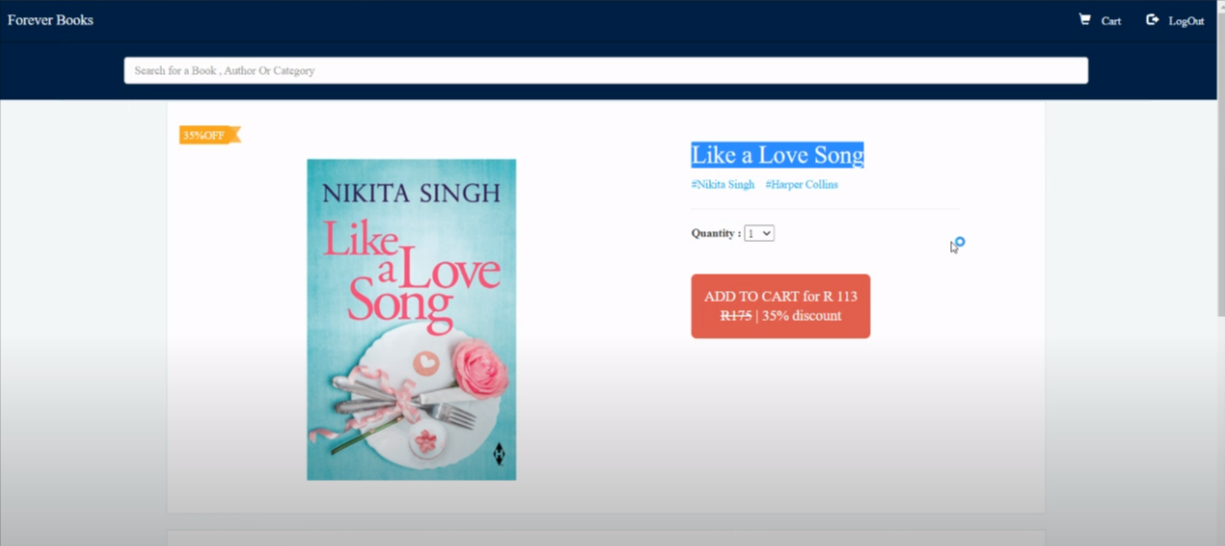 Forever Books
Cart
LogOut
Search for a Book , Author Or Category
35%OFF
NIKITA SINGH
Like
a Love
Song
Like a Love Song
#Nikita Singh #Harper Collins
Quantity : 1
ADD TO CART for R 113
R175 | 35% discount